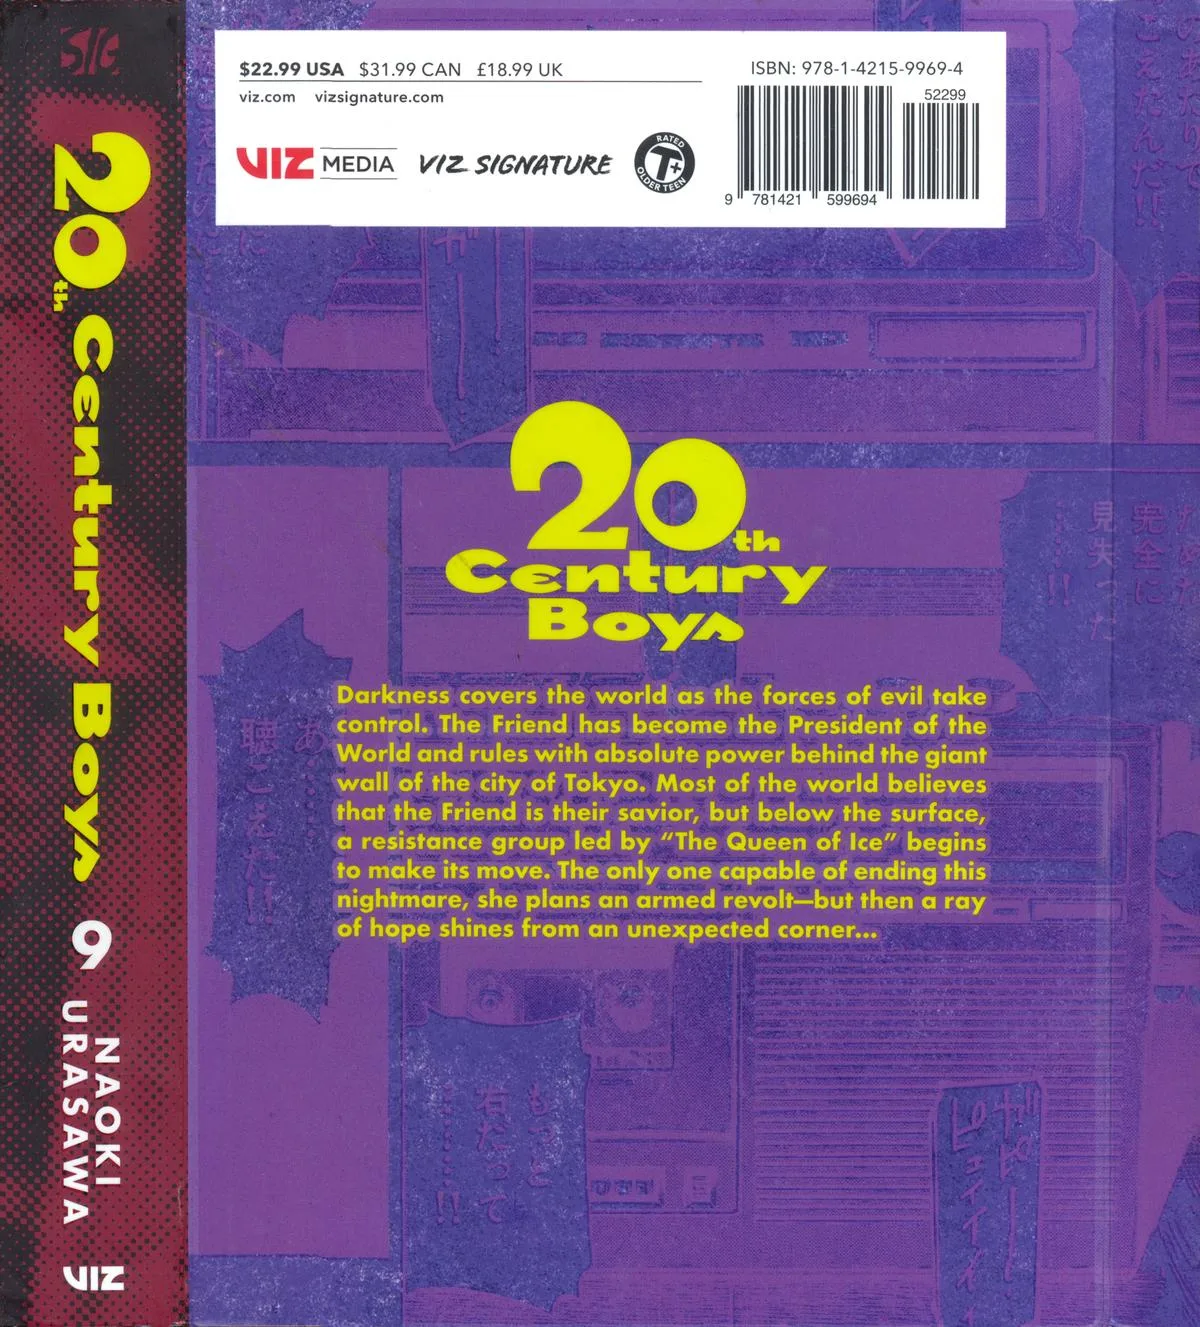 SIG
20th Century Boys
9
NAOKI
URASAWA
VIZ
$22.99 USA $31.99 CAN £18.99 UK
viz.com vizsignature.com
VIZ MEDIA VIZ SIGNATURE
RATED
T+
OLDER TEEN
ISBN: 978-1-4215-9969-4
52299
9 781421 599694
20th
Century
Boys
Darkness covers the world as the forces of evil take
control. The Friend has become the President of the
World and rules with absolute power behind the giant
wall of the city of Tokyo. Most of the world believes
that the Friend is their savior, but below the surface,
a resistance group led by “The Queen of Ice” begins
to make its move. The only one capable of ending this
nightmare, she plans an armed revolt—but then a ray
of hope shines from an unexpected corner...
完全に
見失った
……!!
あ……
聴こえた!!
もっと
右だって
……!!